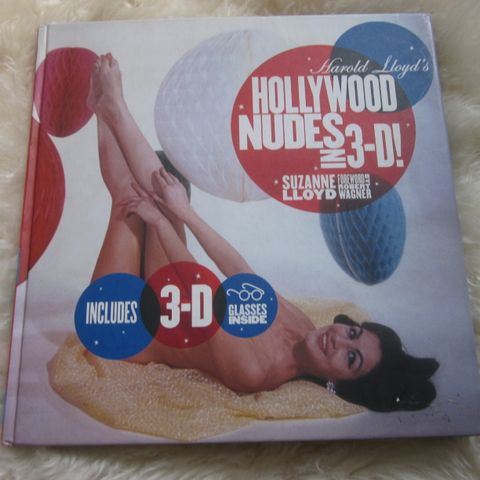 Harold Lloyd's
HOLLYWOOD
NUDES
IN 3-D!
SUZANNE
LLOYD
FOREWORD BY
ROBERT
WAGNER
INCLUDES
3-D
GLASSES
INSIDE